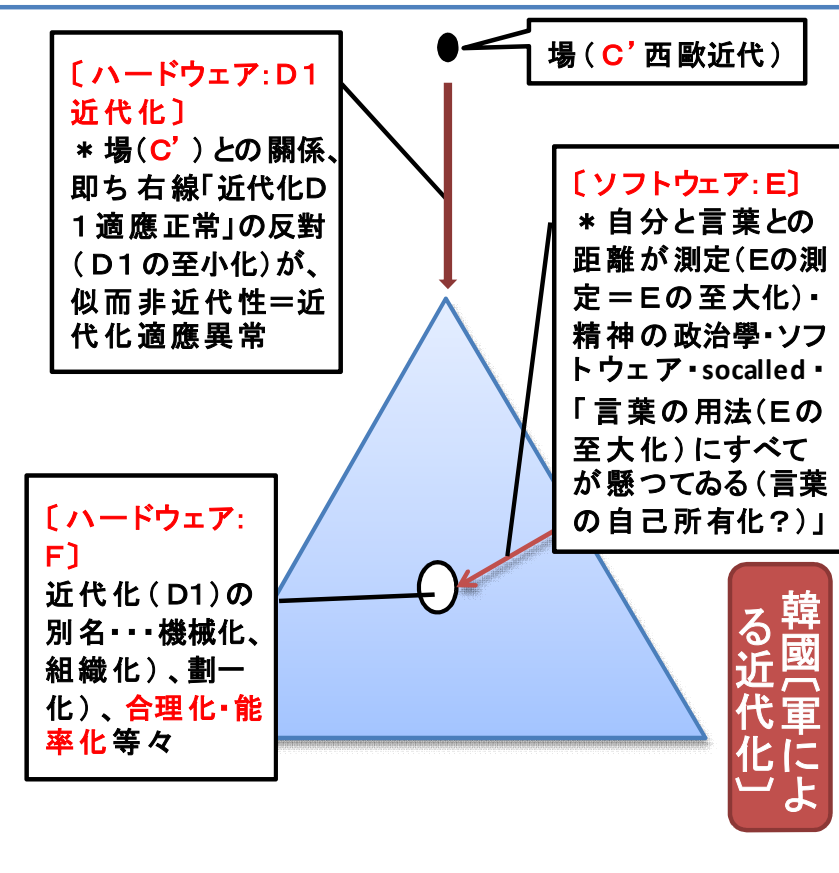 場(C’西歐近代)
〔ハードウェア:D1
近代化〕
＊場(C’)との關係、
即ち右線「近代化D
1適應正常」の反對
(D1の至小化)が、
似而非近代性＝近
代化適應異常
〔ソフトウェア:E〕
＊自分と言葉との
距離が測定(Eの測
定＝Eの至大化)・
精神の政治學・ソフ
トウェア・socalled・
「言葉の用法(Eの
至大化)にすべて
が懸つてゐる(言葉
の自己所有化？)」
〔ハードウェア:
F〕
近代化(D1)の
別名・・・機械化、
組織化)、劃一
化)、合理化・能
率化等々
韓國〔軍によ
る近代化〕